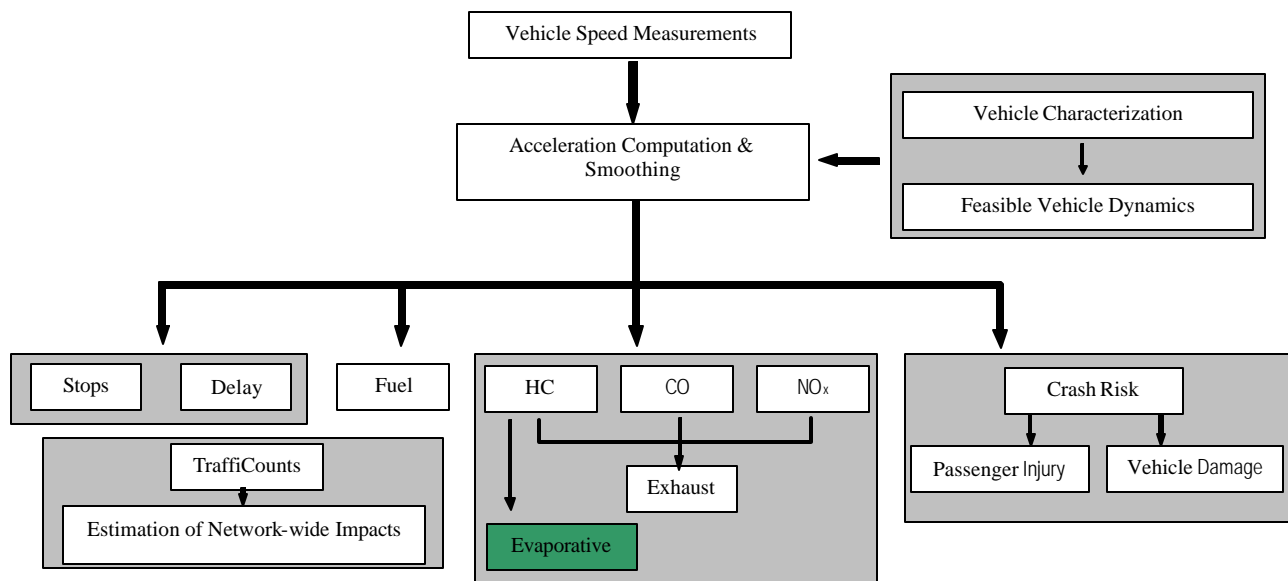 Vehicle Speed Measurements
Vehicle Characterization
Acceleration Computation &
Smoothing
Feasible Vehicle Dynamics
Stops
Delay
Fuel
HC
CO
NOx
Crash Risk
TraffiCounts
Passenger Injury
Vehicle Damage
Exhaust
Estimation of Network-wide Impacts
Evaporative